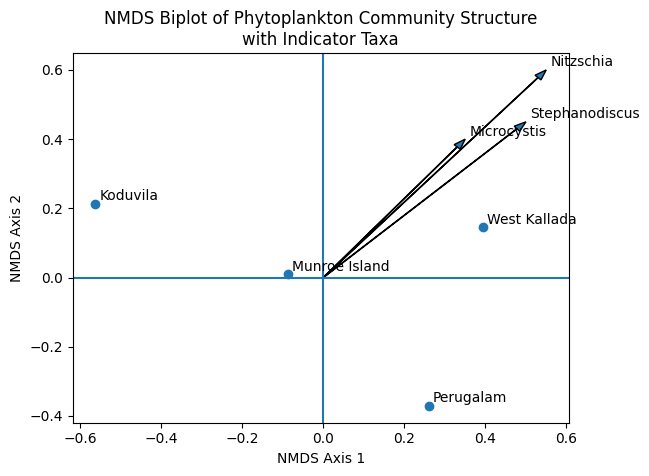 NMDS Biplot of Phytoplankton Community Structure
with Indicator Taxa
Nitzschia
Stephanodiscus
Microcystis
Koduvila
West Kallada
Munroe Island
Perugalam
NMDS Axis 2
0.6
0.4
0.2
0.0
−0.2
−0.4
−0.6
−0.4
−0.2
0.0
0.2
0.4
0.6
NMDS Axis 1